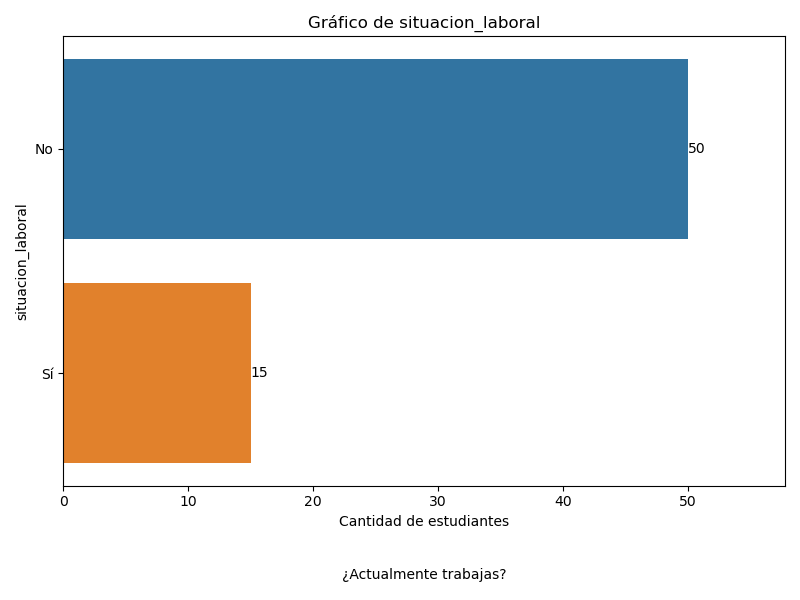 Gráfico de situacion_laboral
situacion_laboral
No
50
Sí
15
0 10 20 30 40 50
Cantidad de estudiantes
¿Actualmente trabajas?